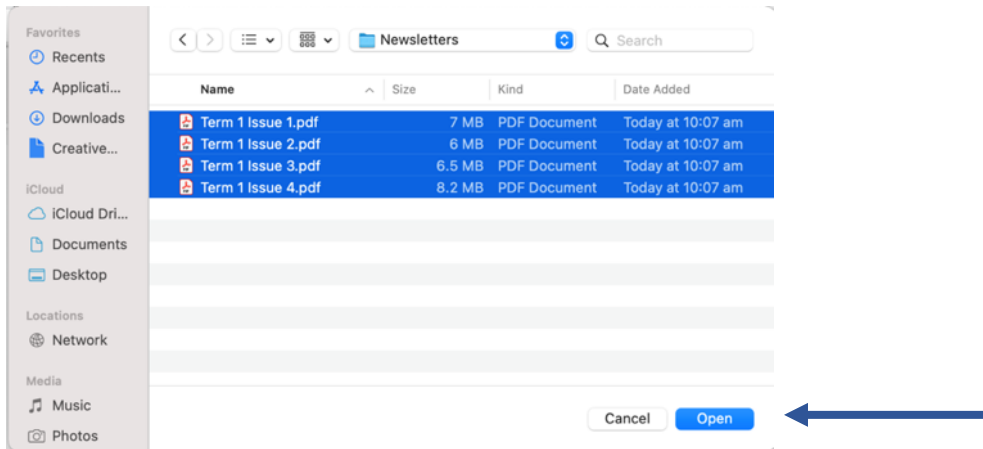 Favorites
Recents
Applicati...
Downloads
Creative...
iCloud
iCloud Dri...
Documents
Desktop
Locations
Network
Media
Music
Photos
Newsletters
Search
Name Size Kind Date Added
Term 1 Issue 1.pdf 7 MB PDF Document Today at 10:07 am
Term 1 Issue 2.pdf 6 MB PDF Document Today at 10:07 am
Term 1 Issue 3.pdf 6.5 MB PDF Document Today at 10:07 am
Term 1 Issue 4.pdf 8.2 MB PDF Document Today at 10:07 am
Cancel Open